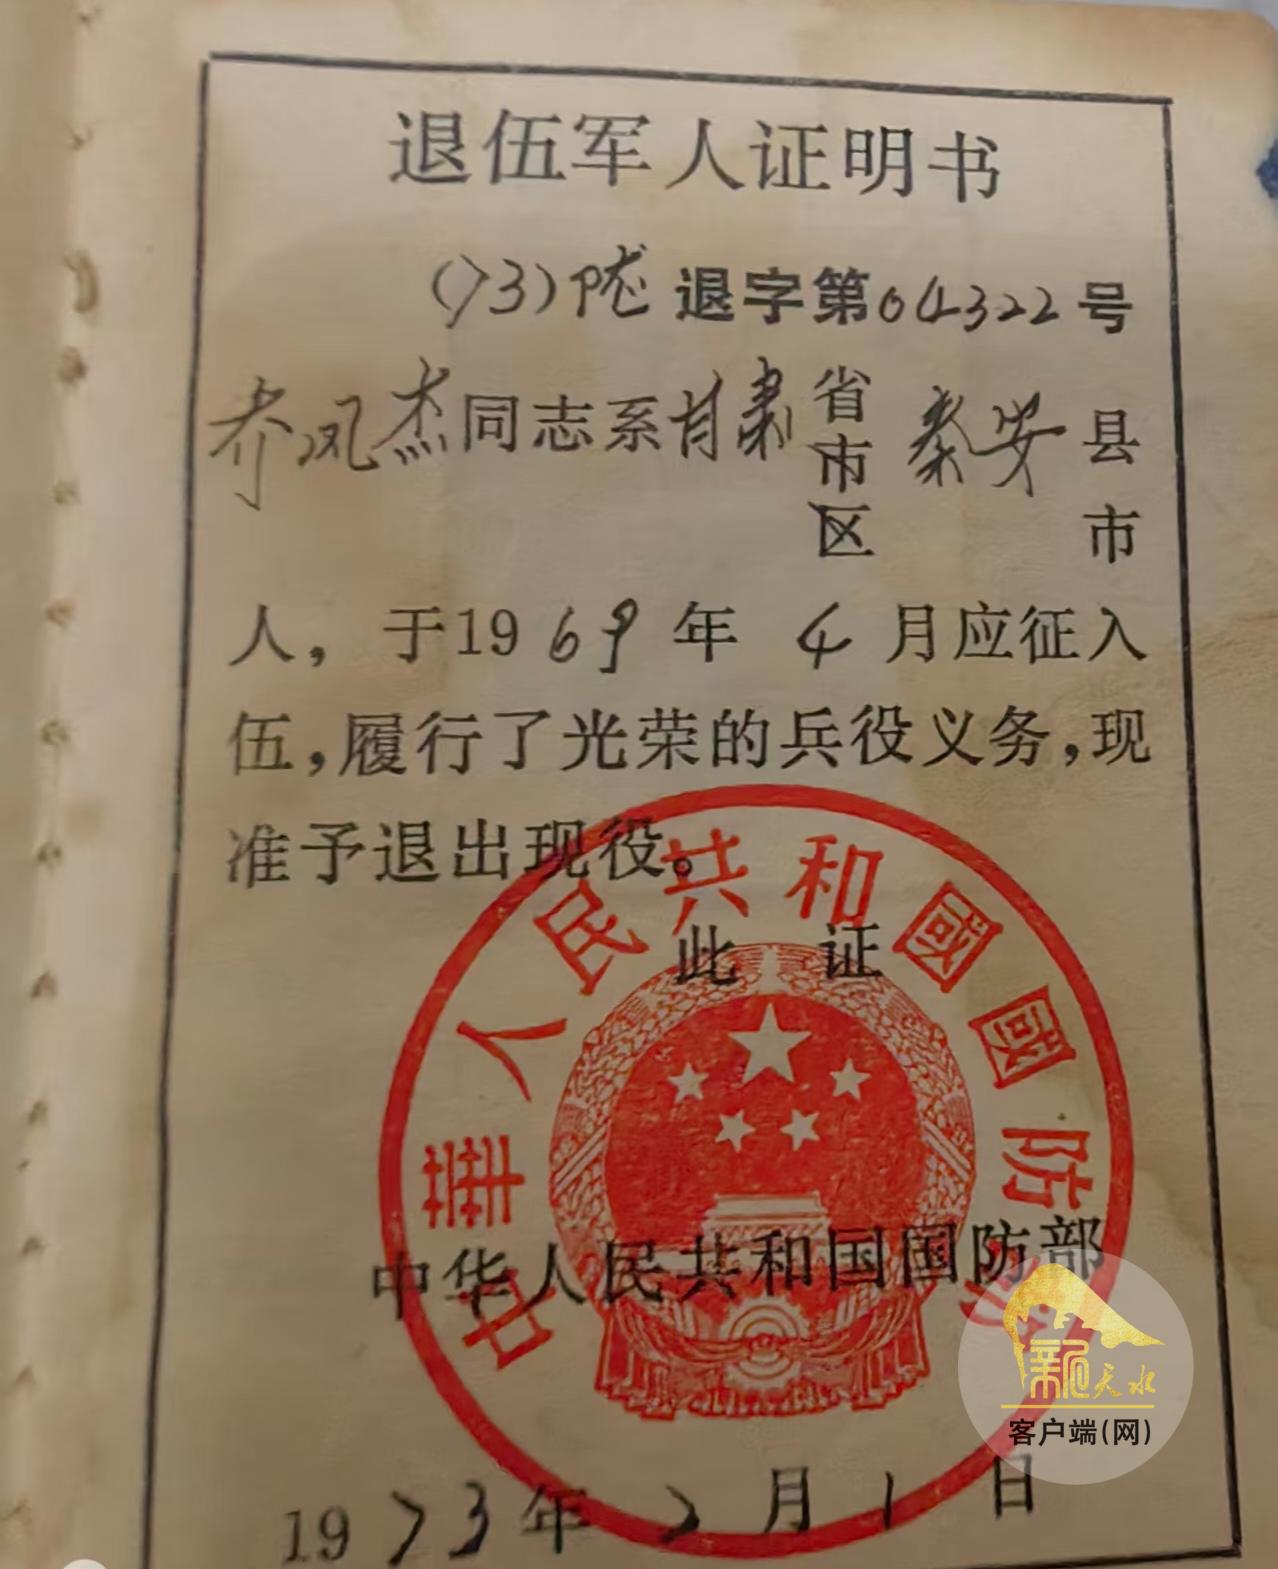 退伍军人证明书
(73)陇退字第04322号
乔凤杰同志系甘肃省市区秦安县市
人，于1969年4月应征入
伍，履行了光荣的兵役义务，现
准予退出现役。
此证
中华人民共和国国防部
中华人民共和國國防部
1973年2月1日
新天水
客户端(网)